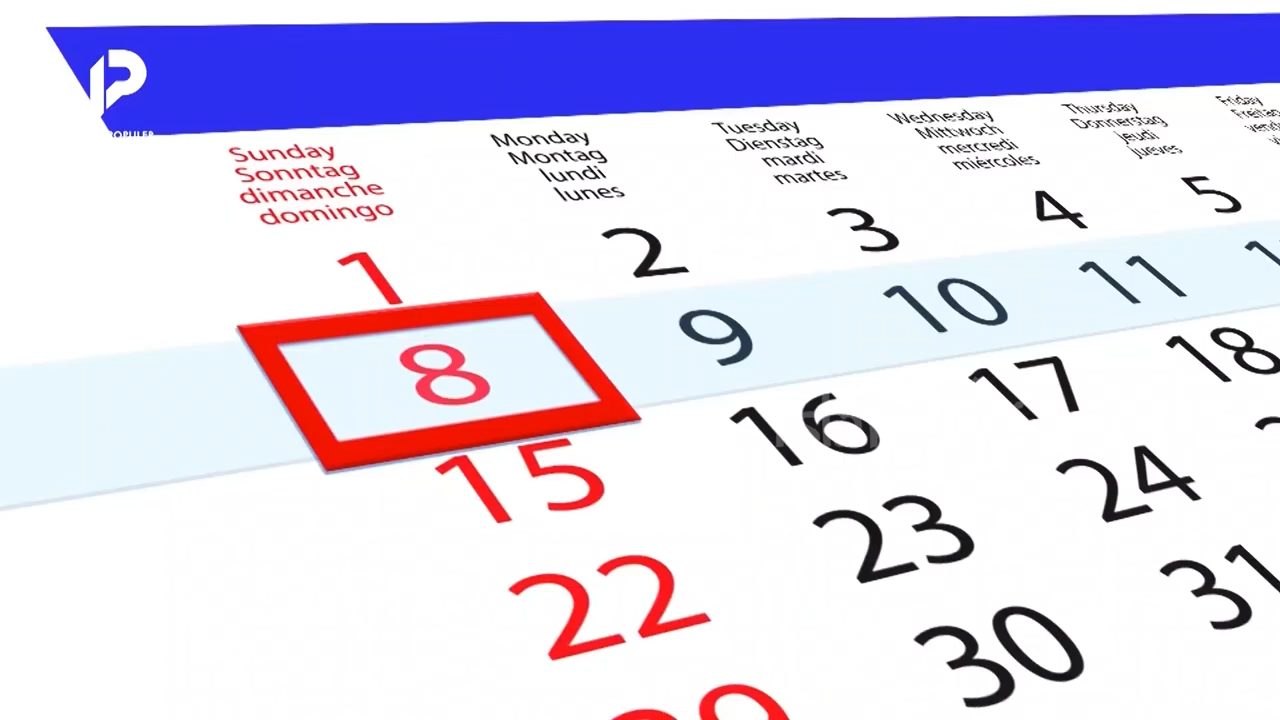 Sunday
Sonntag
dimanche
domingo
Monday
Montag
lundi
lunes
Tuesday
Dienstag
mardi
martes
Wednesday
Mittwoch
mercredi
miércoles
Thursday
Donnerstag
jeudi
jueves
Friday
1 2 3 4 5
8 9 10 11
15 16 17 18
22 23 24
30 31